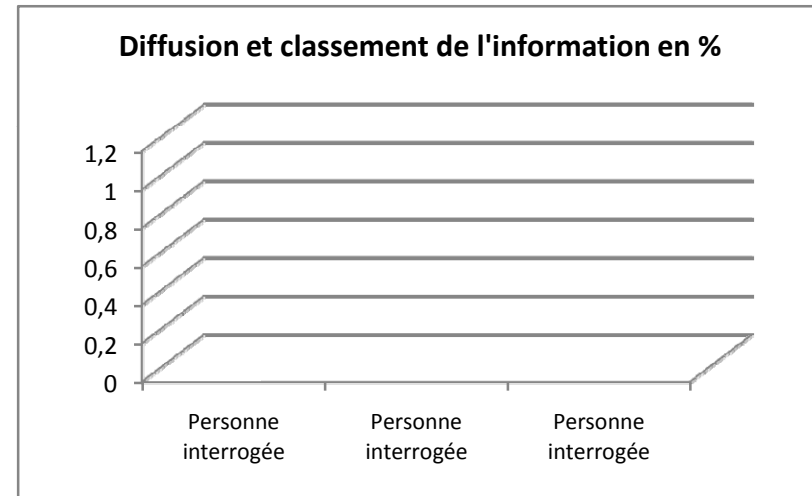 Diffusion et classement de l'information en %
1,2
1
0,8
0,6
0,4
0,2
0
Personne interrogée
Personne interrogée
Personne interrogée